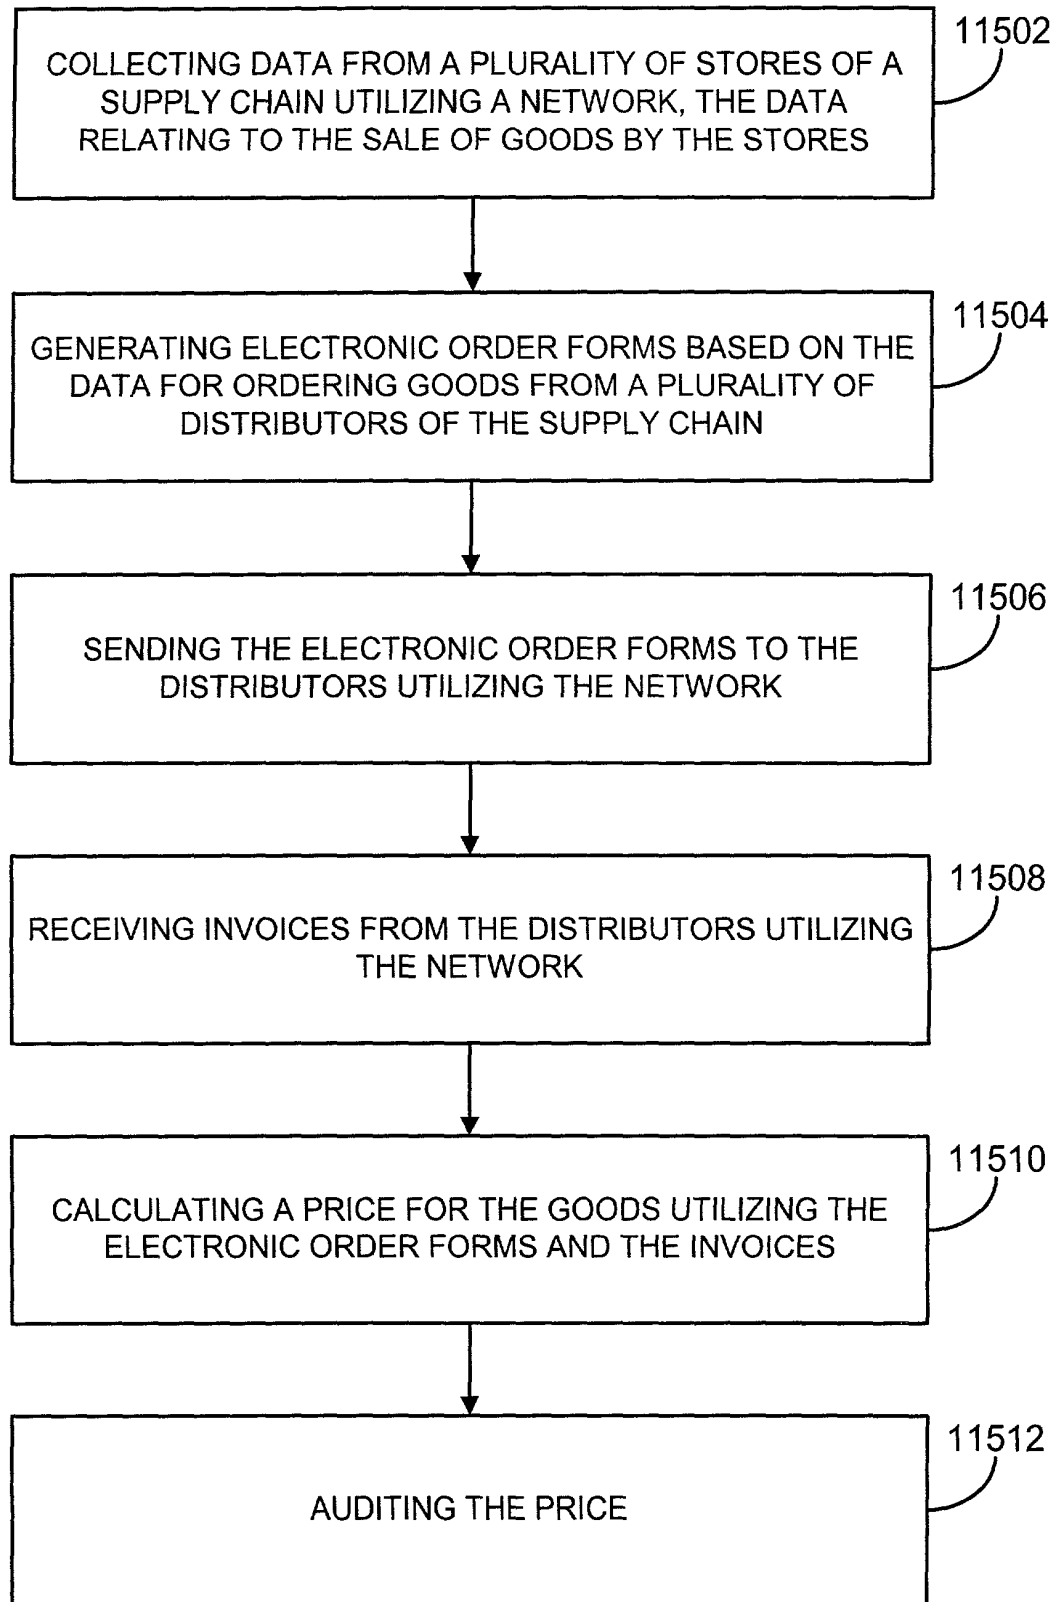 11502
COLLECTING DATA FROM A PLURALITY OF STORES OF A
SUPPLY CHAIN UTILIZING A NETWORK, THE DATA
RELATING TO THE SALE OF GOODS BY THE STORES
11504
GENERATING ELECTRONIC ORDER FORMS BASED ON THE
DATA FOR ORDERING GOODS FROM A PLURALITY OF
DISTRIBUTORS OF THE SUPPLY CHAIN
11506
SENDING THE ELECTRONIC ORDER FORMS TO THE
DISTRIBUTORS UTILIZING THE NETWORK
11508
RECEIVING INVOICES FROM THE DISTRIBUTORS UTILIZING
THE NETWORK
11510
CALCULATING A PRICE FOR THE GOODS UTILIZING THE
ELECTRONIC ORDER FORMS AND THE INVOICES
11512
AUDITING THE PRICE